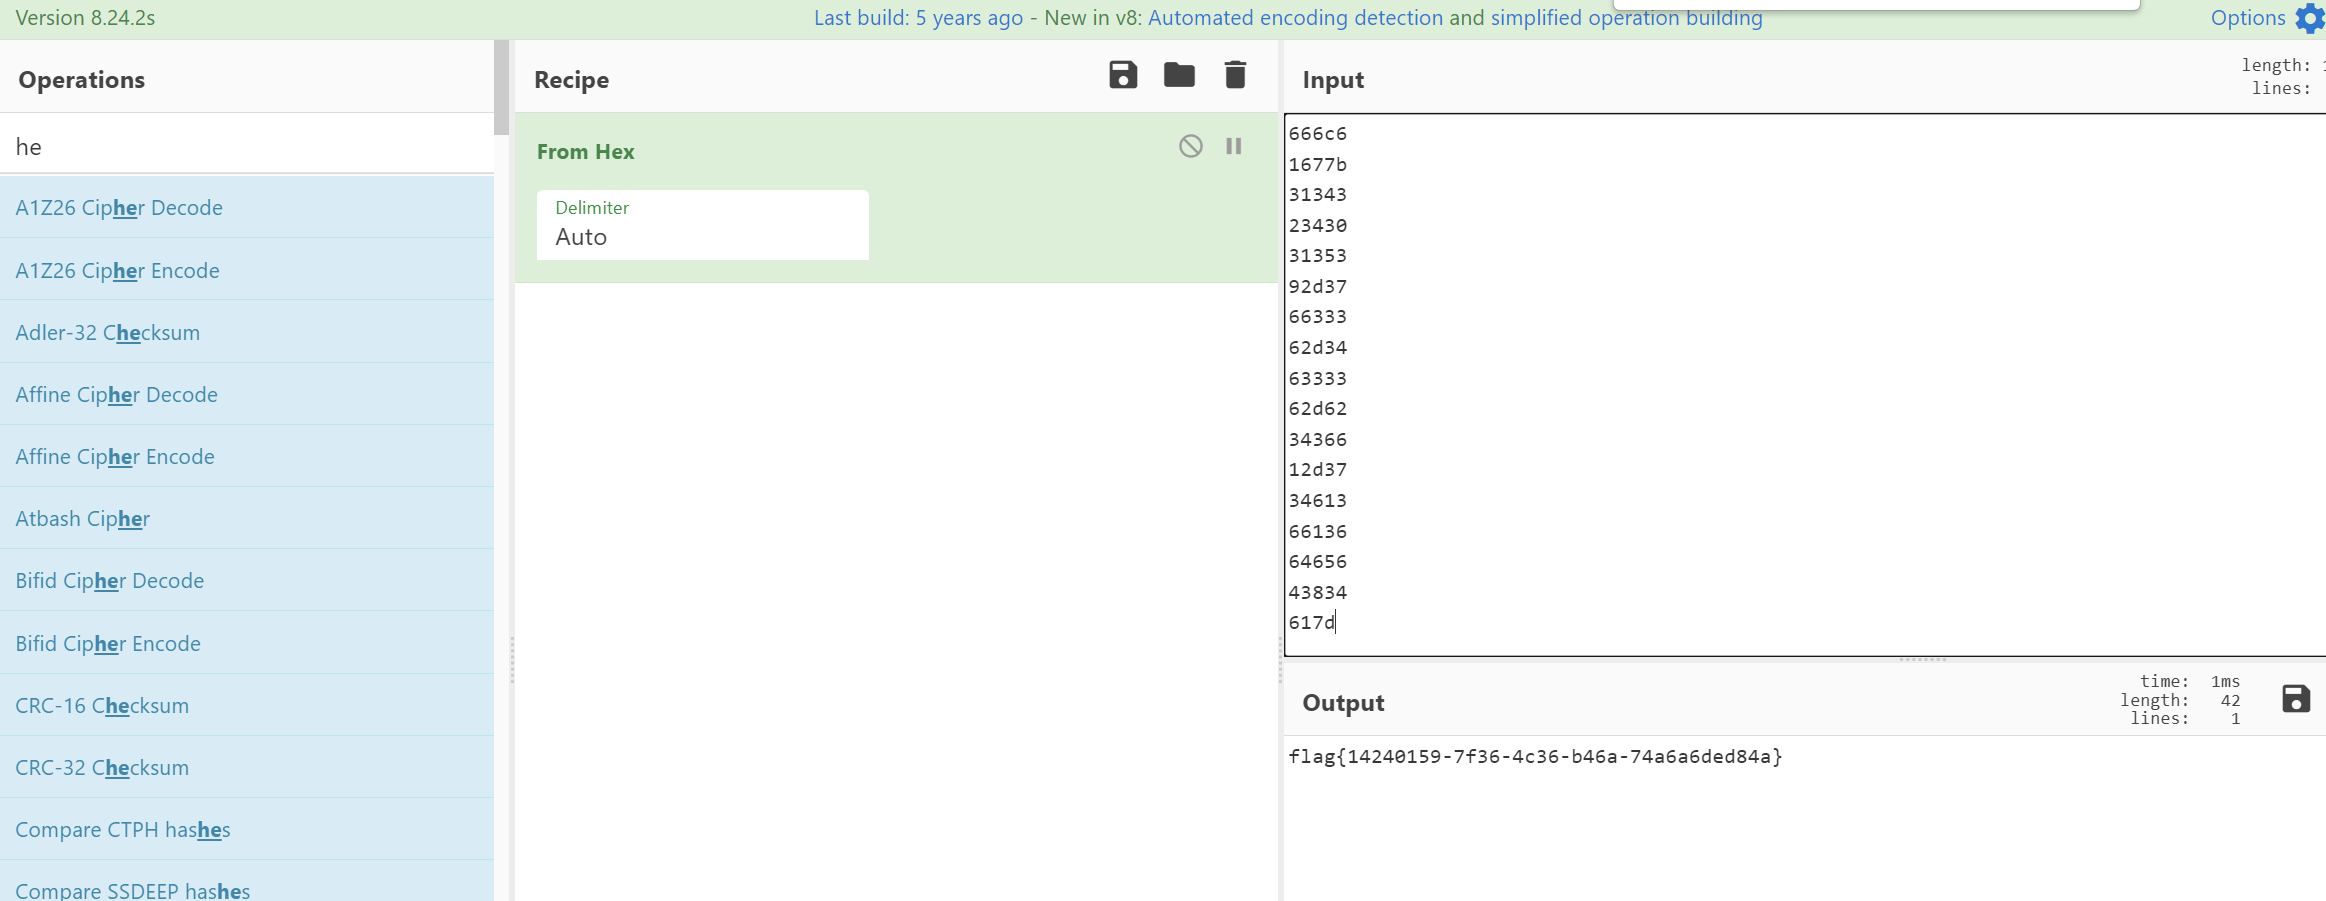 Version 8.24.2s
Last build: 5 years ago - New in v8: Automated encoding detection and simplified operation building
Options
Operations
he
A1Z26 Cipher Decode
A1Z26 Cipher Encode
Adler-32 Checksum
Affine Cipher Decode
Affine Cipher Encode
Atbash Cipher
Bifid Cipher Decode
Bifid Cipher Encode
CRC-16 Checksum
CRC-32 Checksum
Compare CTPH hashes
Compare SSDEEP hashes
Recipe
From Hex
Delimiter
Auto
Input
length:
lines:
666c6
1677b
31343
23430
31353
92d37
66333
62d34
63333
62d62
34366
12d37
34613
66136
64656
43834
617d
Output
time: 1ms
length: 42
lines: 1
flag{14240159-7f36-4c36-b46a-74a6a6ded84a}